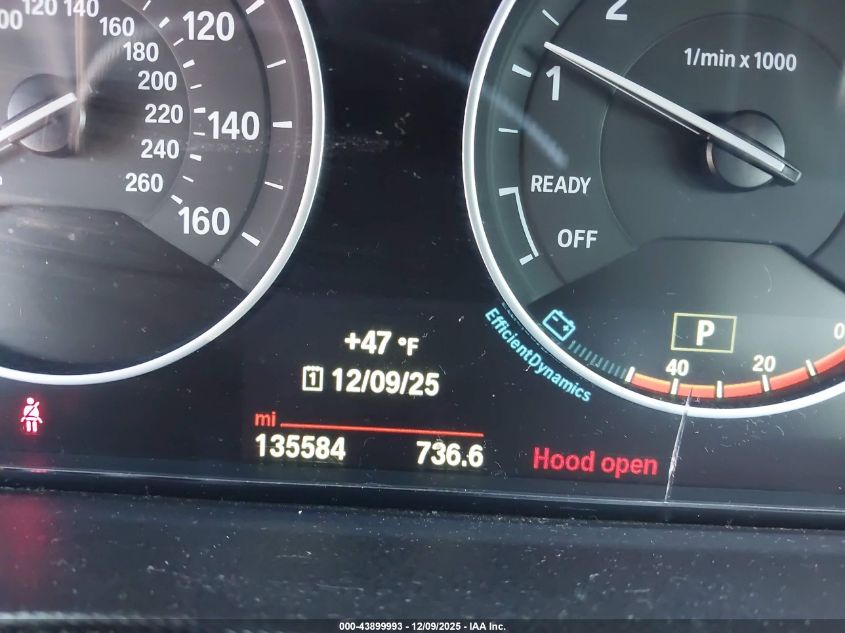 100 120 140
160
180
200
220
240
260
120
140
160
2
1/min x 1000
1
READY
OFF
EfficientDynamics
P
40
20
0
+47 °F
1 12/09/25
mi
135584 736.6
Hood open
000-43899993 - 12/09/2025 - IAA Inc.